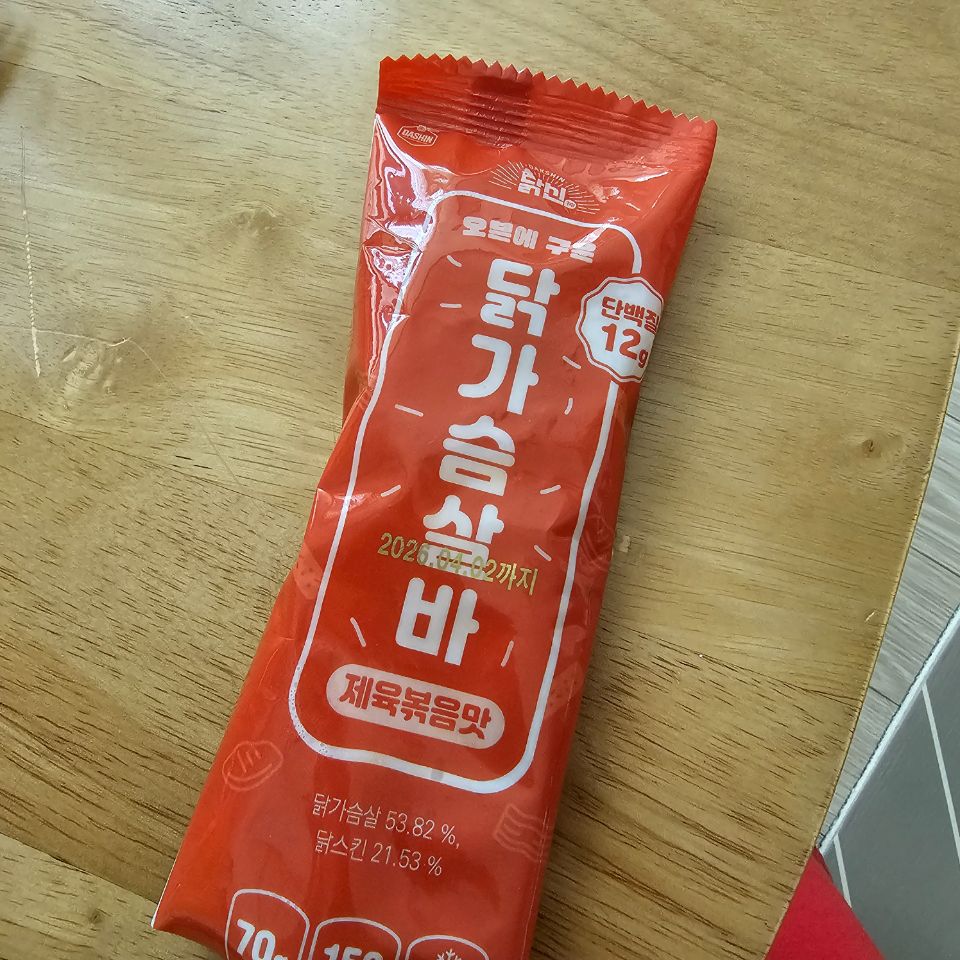 DASHIN
DAKSHIN
닭신
오븐에 구운
닭가슴살바
단백질
12g
2026.04.02까지
제육볶음맛
닭가슴살 53.82 %,
닭스킨 21.53 %
70g